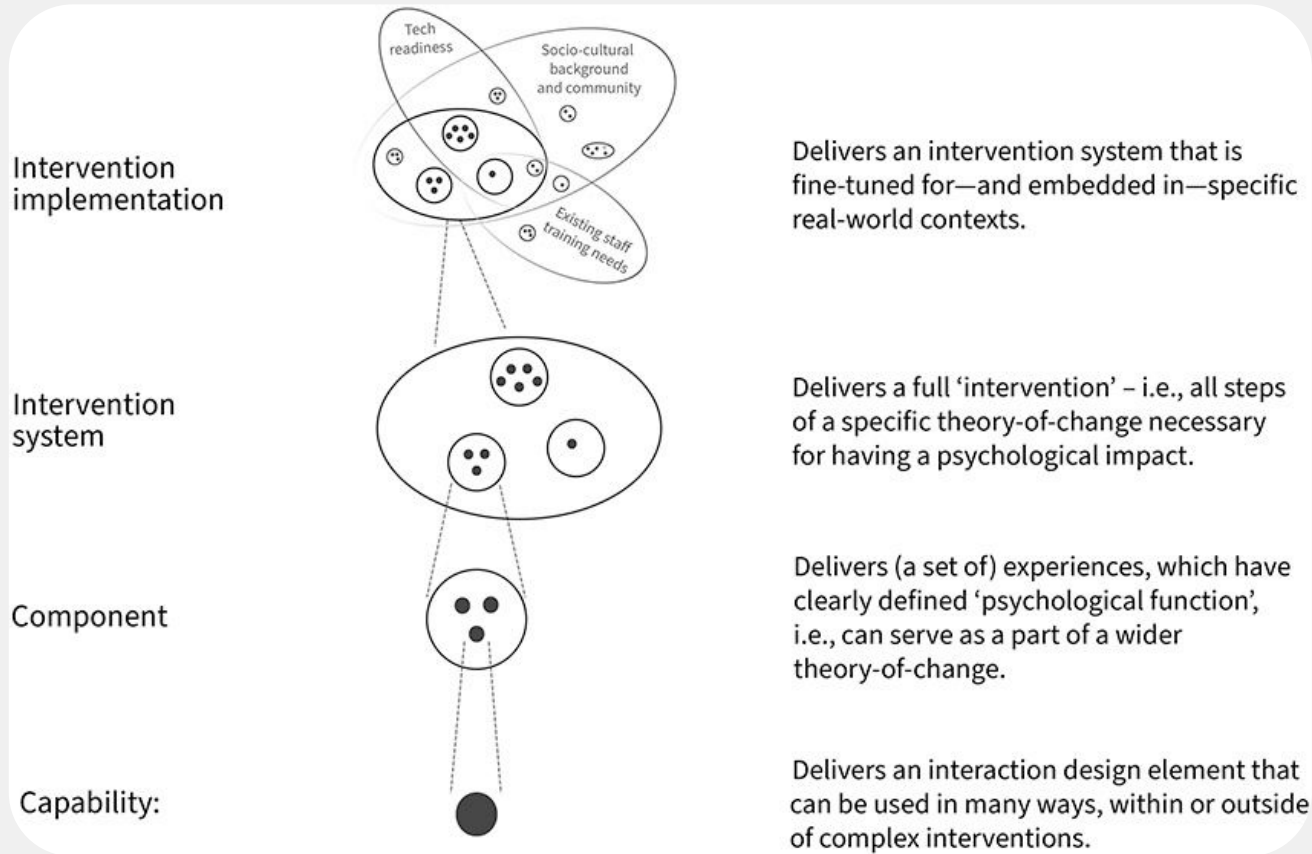 Tech
readiness
Socio-cultural
background
and community
Existing staff
training needs
Intervention
implementation
Delivers an intervention system that is
fine-tuned for—and embedded in—specific
real-world contexts.
Intervention
system
Delivers a full ‘intervention’ – i.e., all steps
of a specific theory-of-change necessary
for having a psychological impact.
Component
Delivers (a set of) experiences, which have
clearly defined ‘psychological function’,
i.e., can serve as a part of a wider
theory-of-change.
Capability:
Delivers an interaction design element that
can be used in many ways, within or outside
of complex interventions.